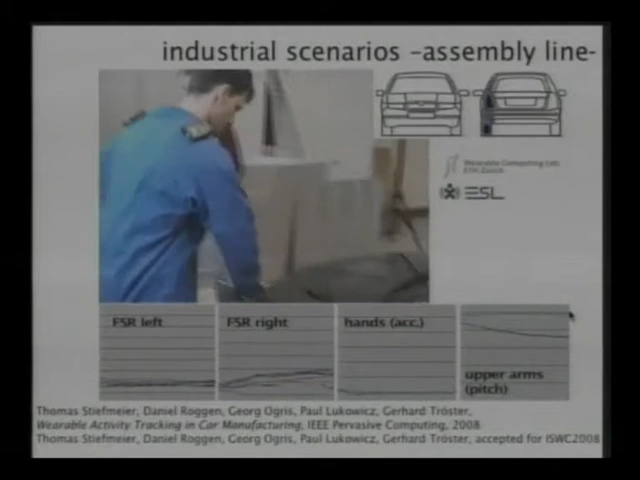 industrial scenarios -assembly line-
Wearable Computing Lab.
ETH Zürich
ESL
FSR left
FSR right
hands (acc.)
upper arms
(pitch)
Thomas Stiefmeier, Daniel Roggen, Georg Ogris, Paul Lukowicz, Gerhard Tröster,
Wearable Activity Tracking in Car Manufacturing, IEEE Pervasive Computing, 2008
Thomas Stiefmeier, Daniel Roggen, Georg Ogris, Paul Lukowicz, Gerhard Tröster, accepted for ISWC2008